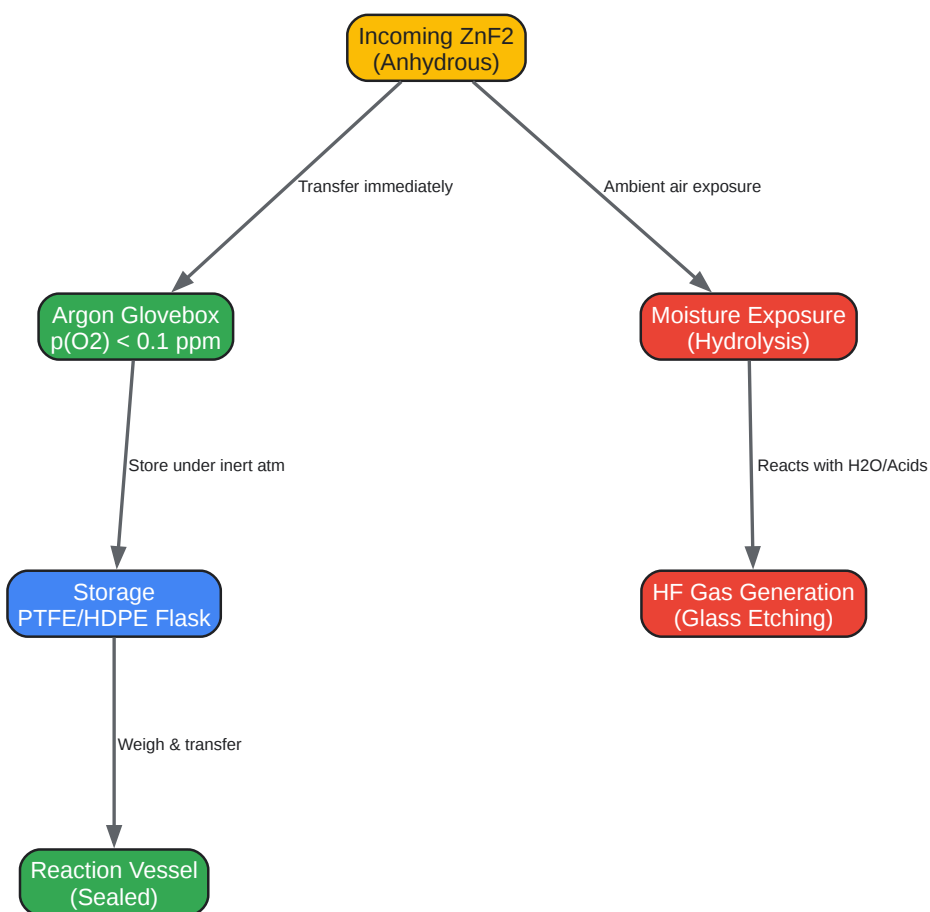 Incoming ZnF2
(Anhydrous)
Transfer immediately
Ambient air exposure
Argon Glovebox
p(O2) < 0.1 ppm
Moisture Exposure
(Hydrolysis)
Store under inert atm
Reacts with H2O/Acids
Storage
PTFE/HDPE Flask
HF Gas Generation
(Glass Etching)
Weigh & transfer
Reaction Vessel
(Sealed)